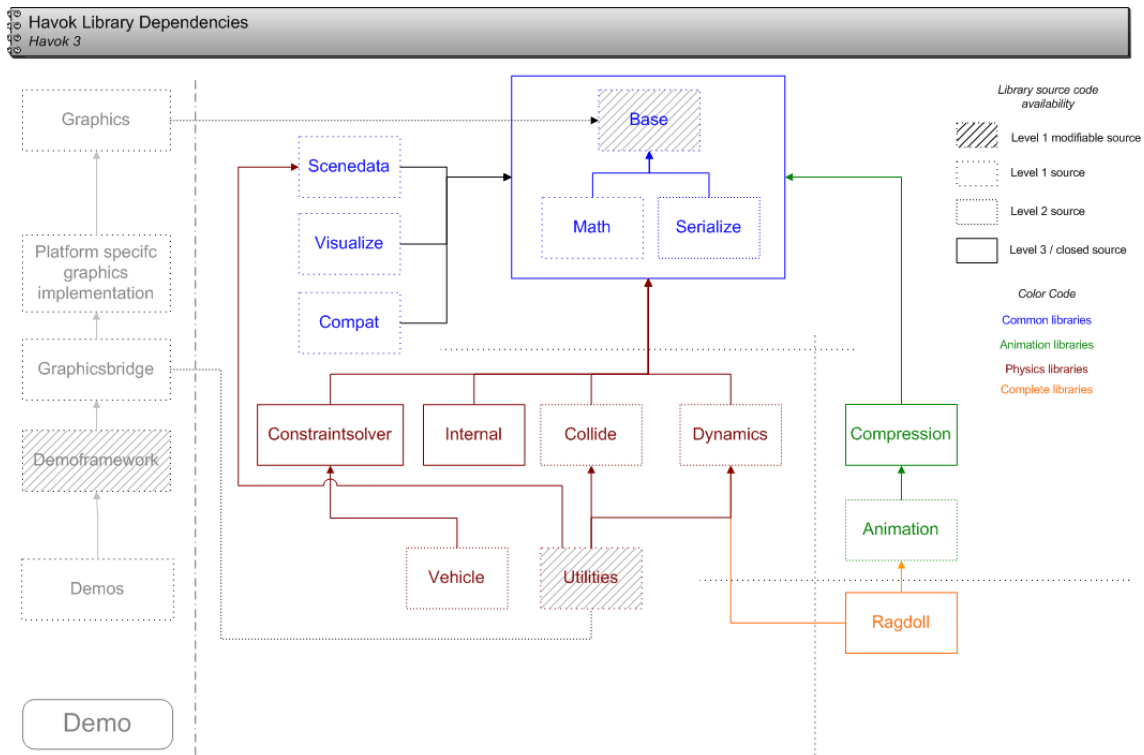 Havok Library Dependencies
Havok 3
Graphics
Platform specifc
graphics
implementation
Graphicsbridge
Demoframework
Demos
Demo
Scenedata
Visualize
Compat
Base
Math
Serialize
Constraintsolver
Internal
Collide
Dynamics
Vehicle
Utilities
Compression
Animation
Ragdoll
Library source code
availability
Level 1 modifiable source
Level 1 source
Level 2 source
Level 3 / closed source
Color Code
Common libraries
Animation libraries
Physics libraries
Complete libraries